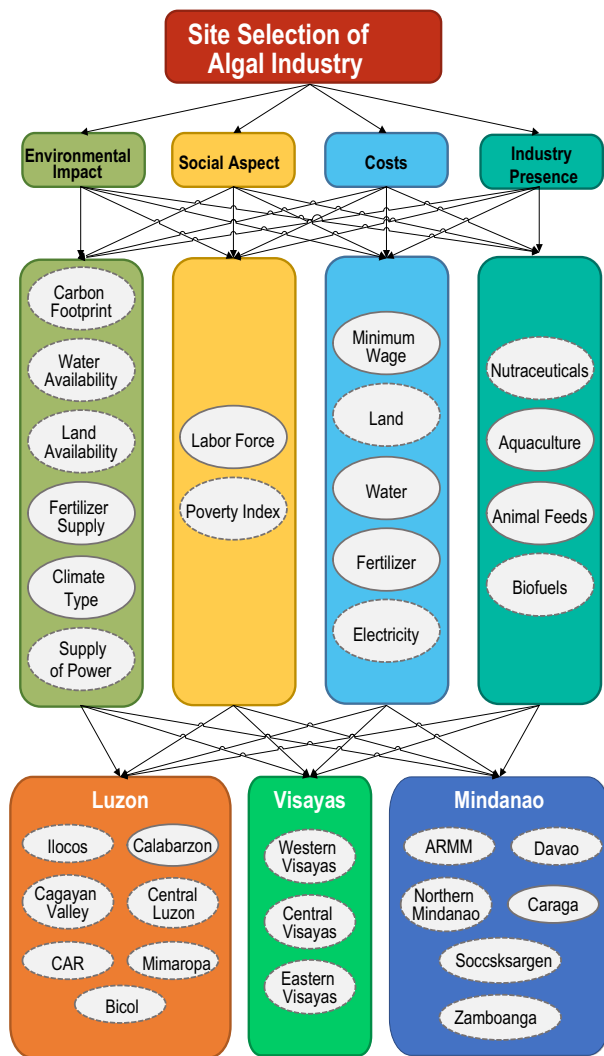 Site Selection of
Algal Industry
Environmental
Impact
Social Aspect
Costs
Industry
Presence
Carbon
Footprint
Water
Availability
Land
Availability
Fertilizer
Supply
Climate
Type
Supply
of Power
Labor Force
Poverty Index
Minimum
Wage
Land
Water
Fertilizer
Electricity
Nutraceuticals
Aquaculture
Animal Feeds
Biofuels
Luzon
Ilocos
Calabarzon
Cagayan
Valley
Central
Luzon
CAR
Mimaropa
Bicol
Visayas
Western
Visayas
Central
Visayas
Eastern
Visayas
Mindanao
ARMM
Davao
Northern
Mindanao
Caraga
Soccsksargen
Zamboanga